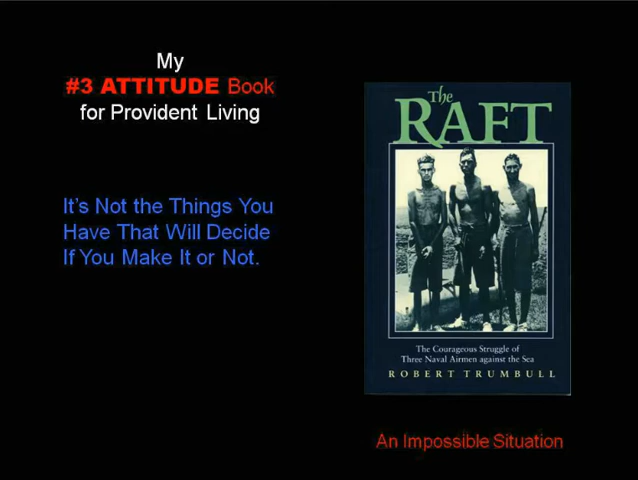 My
#3 ATTITUDE Book
for Provident Living
It's Not the Things You
Have That Will Decide
If You Make It or Not.
The
RAFT
The Courageous Struggle of
Three Naval Airmen against the Sea
ROBERT TRUMBULL
An Impossible Situation